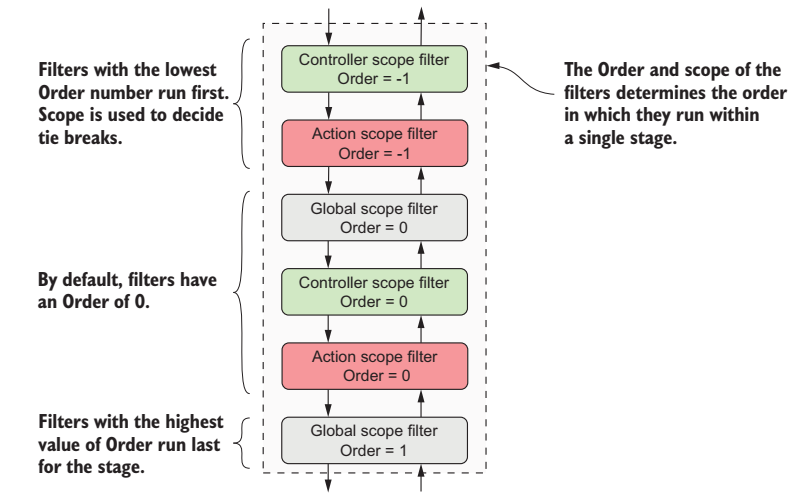 Filters with the lowest
Order number run first.
Scope is used to decide
tie breaks.
Controller scope filter
Order = -1
The Order and scope of the
filters determines the order
in which they run within
a single stage.
Action scope filter
Order = -1
Global scope filter
Order = 0
By default, filters have
an Order of 0.
Controller scope filter
Order = 0
Action scope filter
Order = 0
Filters with the highest
value of Order run last
for the stage.
Global scope filter
Order = 1